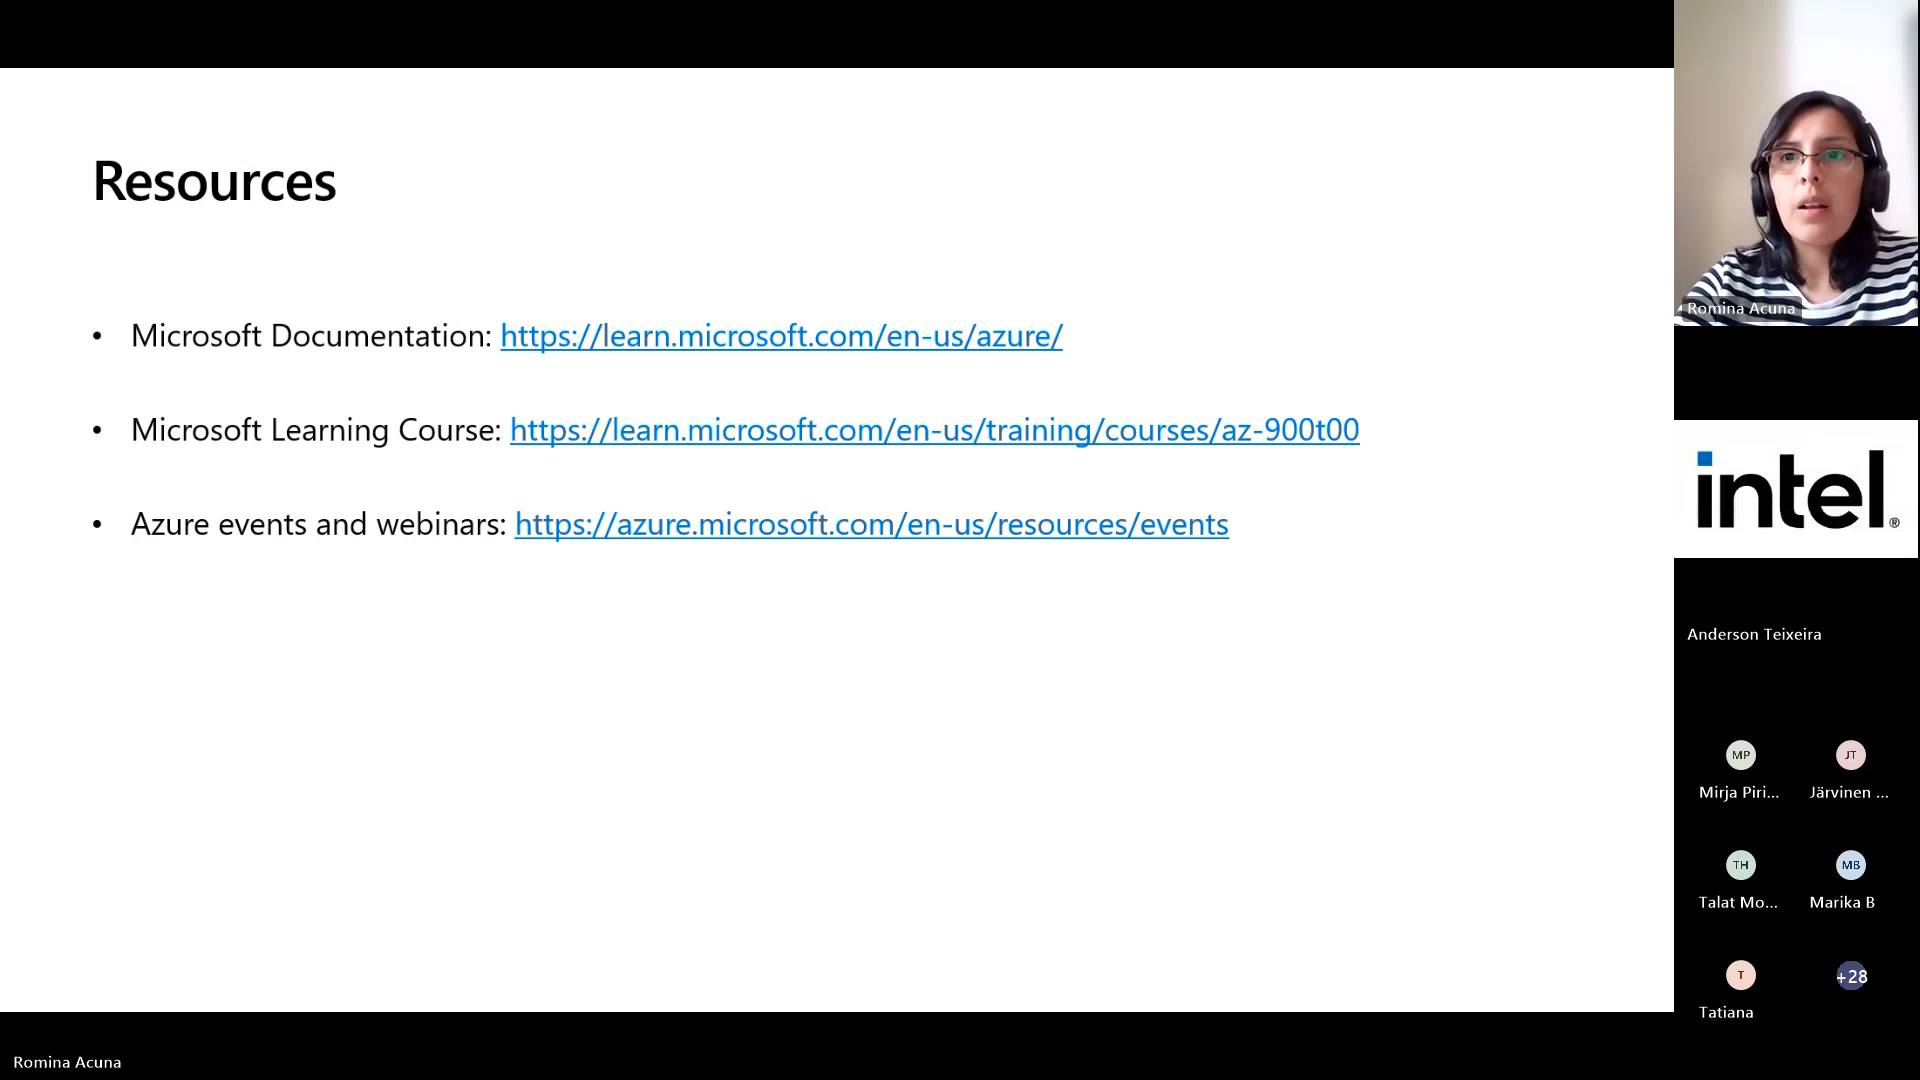 Resources
• Microsoft Documentation: https://learn.microsoft.com/en-us/azure/
• Microsoft Learning Course: https://learn.microsoft.com/en-us/training/courses/az-900t00
• Azure events and webinars: https://azure.microsoft.com/en-us/resources/events
Romina Acuna
intel®
Anderson Teixeira
MP
JT
Mirja Piri...
Järvinen ...
TH
MB
Talat Mo...
Marika B
T
+28
Tatiana
Romina Acuna